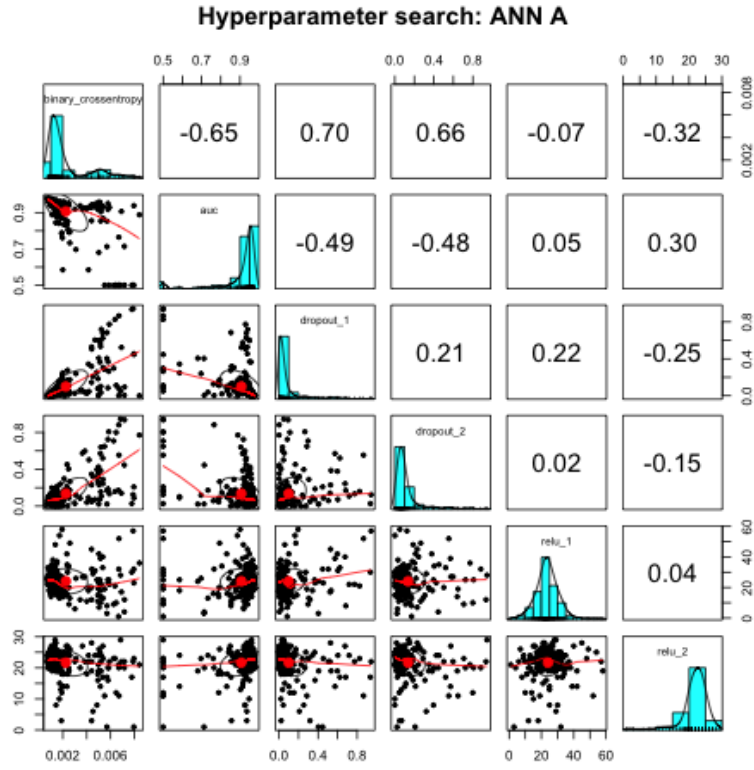 Hyperparameter search: ANN A
0.5 0.7 0.9
0.0 0.4 0.8
0 10 20 30
binary_crossentropy
-0.65
0.70
0.66
-0.07
-0.32
0.002 0.008
0.5 0.7 0.9
auc
-0.49
-0.48
0.05
0.30
dropout_1
0.21
0.22
-0.25
0.0 0.4 0.8
0.0 0.4 0.8
dropout_2
0.02
-0.15
relu_1
0.04
0 20 40 60
0 10 20 30
relu_2
0.002 0.006
0.0 0.4 0.8
0 20 40 60